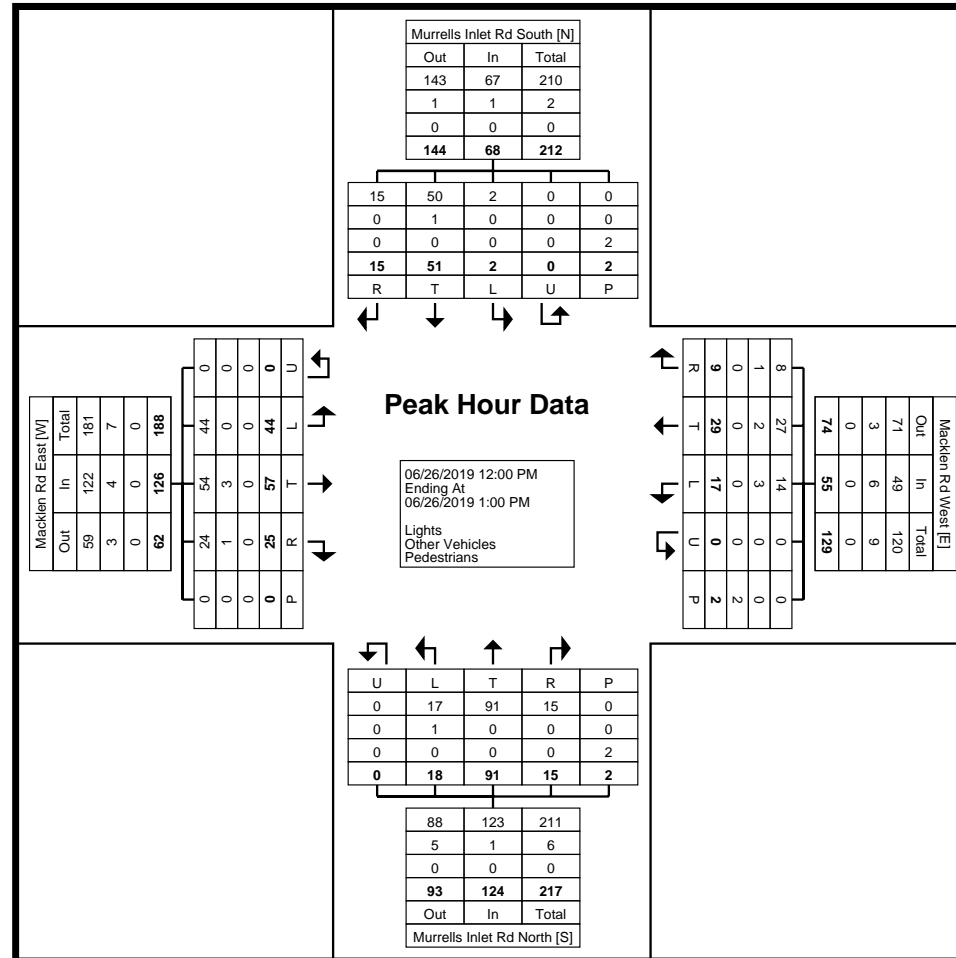 Murrells Inlet Rd South [N]
Out In Total
143 67 210
1 1 2
0 0 0
144 68 212
15 50 2 0 0
0 1 0 0 0
0 0 0 0 2
15 51 2 0 2
R T L U P
Macklen Rd East [W]
Total In Out
181 122 59
7 4 3
0 0 0
188 126 62
0 44 54 24 0
0 0 3 1 0
0 0 0 0 0
0 44 57 25 0
U L T R P
Peak Hour Data
06/26/2019 12:00 PM
Ending At
06/26/2019 1:00 PM
Lights
Other Vehicles
Pedestrians
R T L U P
9 29 17 0 2
0 0 0 0 2
1 2 3 0 0
8 27 14 0 0
Macklen Rd West [E]
Out In Total
71 49 120
3 6 9
0 0 0
74 55 129
U L T R P
0 17 91 15 0
0 1 0 0 0
0 0 0 0 2
0 18 91 15 2
88 123 211
5 1 6
0 0 0
93 124 217
Out In Total
Murrells Inlet Rd North [S]